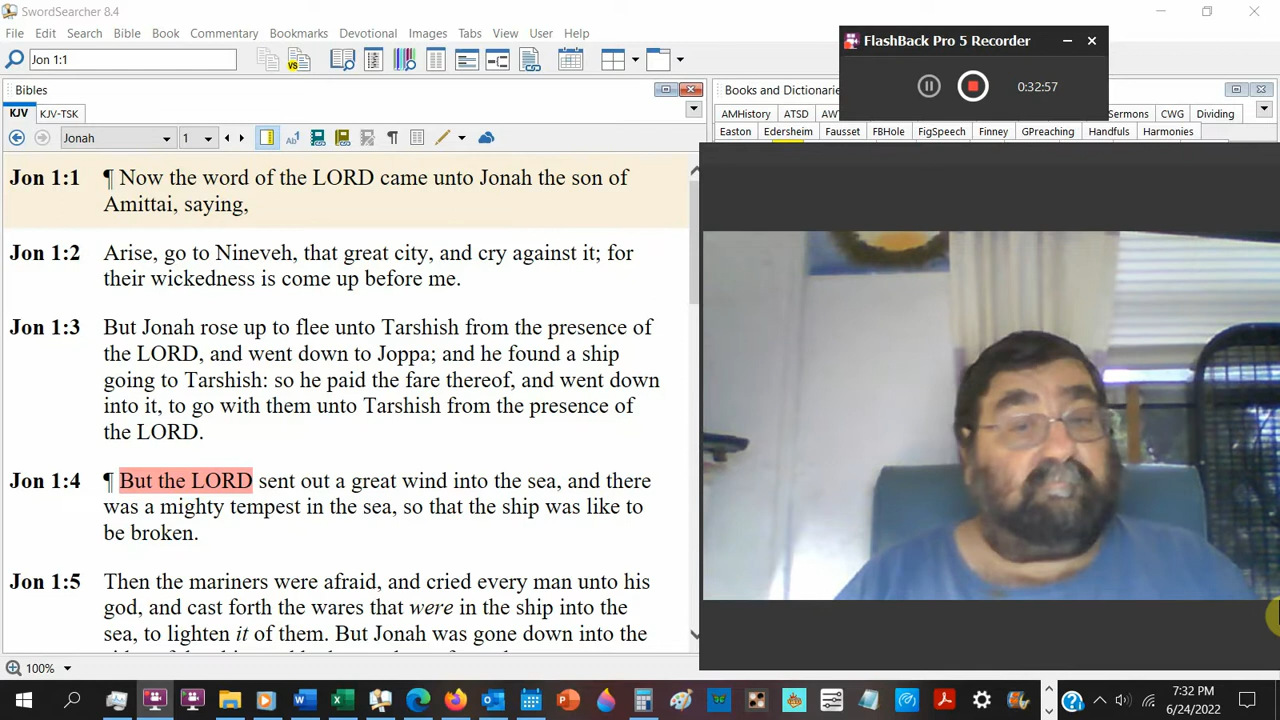 SwordSearcher 8.4
File Edit Search Bible Book Commentary Bookmarks Devotional Images Tabs View User Help
Jon 1:1
FlashBack Pro 5 Recorder
0:32:57
Bibles
KJV KJV-TSK
Jonah 1
Books and Dictionarie
AMHistory ATSD Sermons CWG Dividing
Easton Edersheim Fausset FBHole FigSpeech Finney GPreaching Handfuls Harmonies
Jon 1:1 ¶ Now the word of the LORD came unto Jonah the son of
Amittai, saying,
Jon 1:2 Arise, go to Nineveh, that great city, and cry against it; for
their wickedness is come up before me.
Jon 1:3 But Jonah rose up to flee unto Tarshish from the presence of
the LORD, and went down to Joppa; and he found a ship
going to Tarshish: so he paid the fare thereof, and went down
into it, to go with them unto Tarshish from the presence of
the LORD.
Jon 1:4 ¶ But the LORD sent out a great wind into the sea, and there
was a mighty tempest in the sea, so that the ship was like to
be broken.
Jon 1:5 Then the mariners were afraid, and cried every man unto his
god, and cast forth the wares that were in the ship into the
sea, to lighten it of them. But Jonah was gone down into the
100%
7:32 PM
6/24/2022